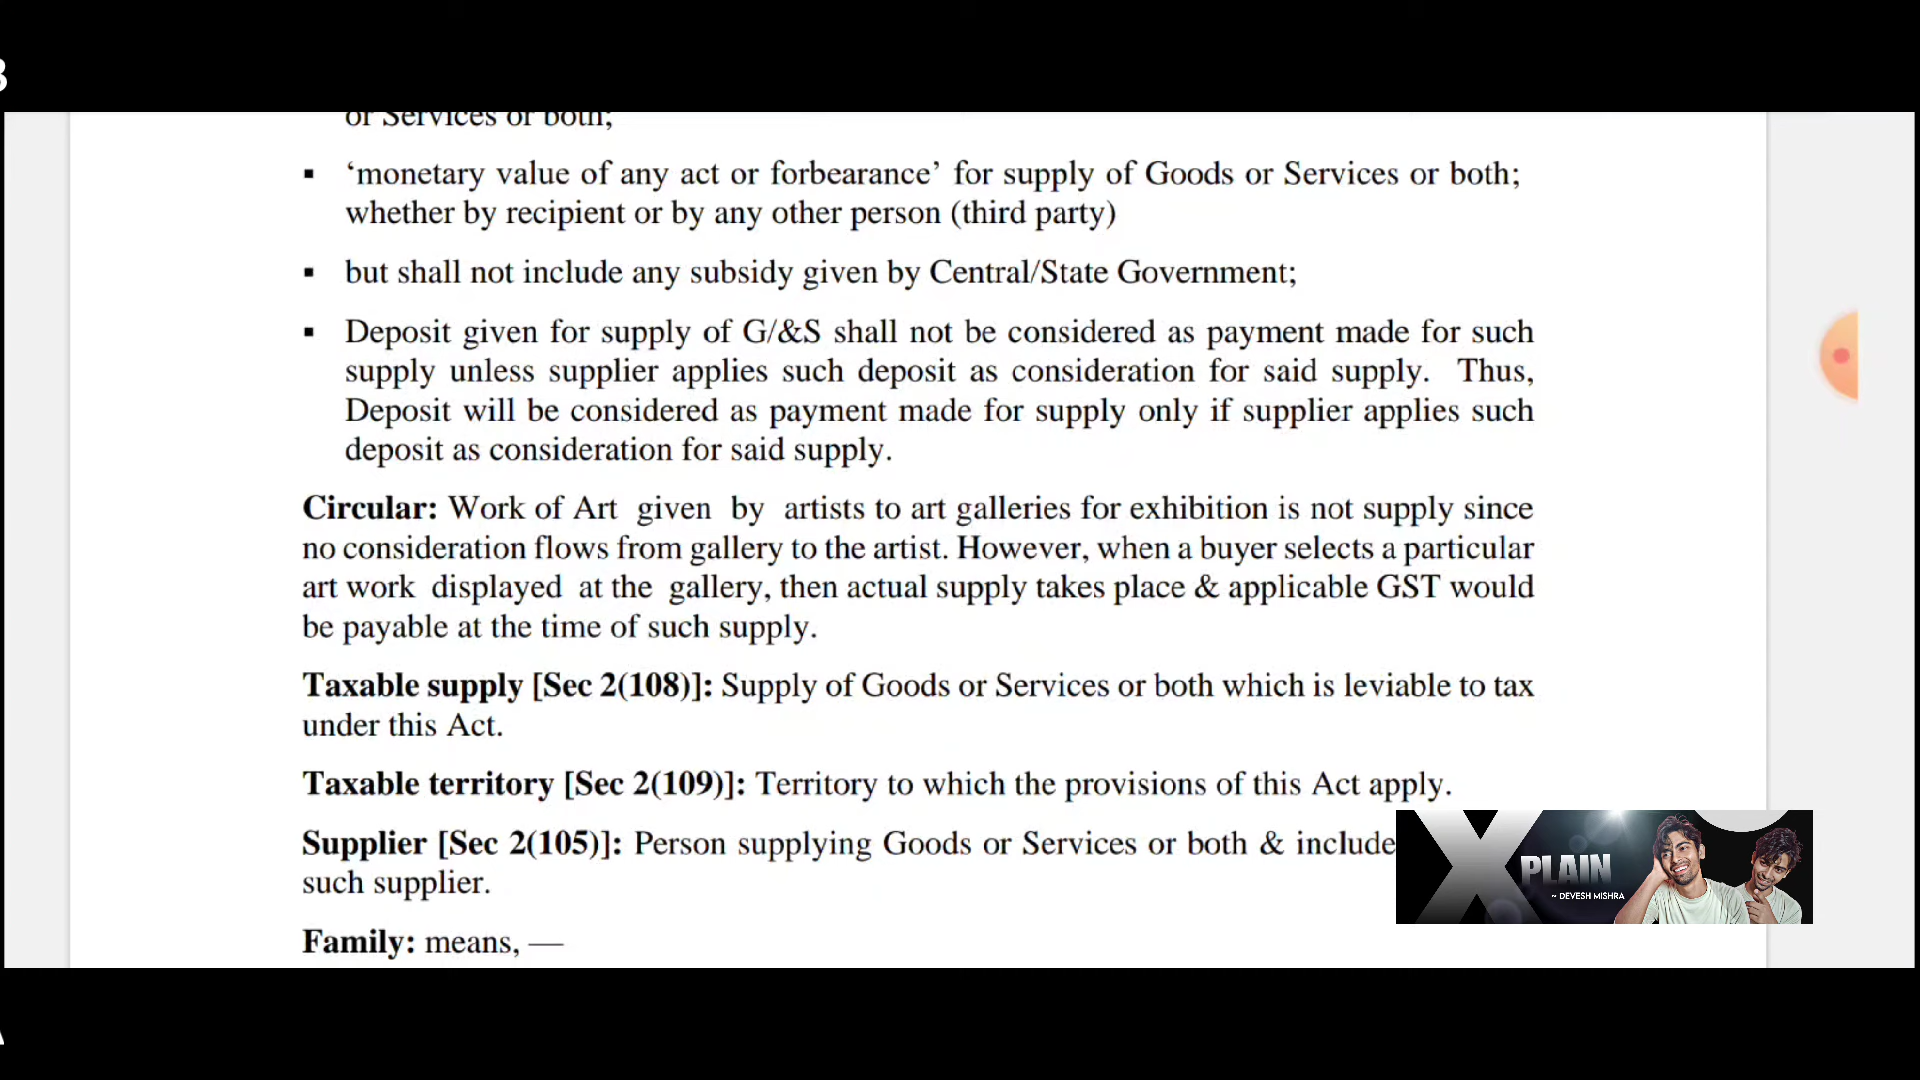 B
or Services or both;
▪ ‘monetary value of any act or forbearance’ for supply of Goods or Services or both;
whether by recipient or by any other person (third party)
▪ but shall not include any subsidy given by Central/State Government;
▪ Deposit given for supply of G/&S shall not be considered as payment made for such
supply unless supplier applies such deposit as consideration for said supply. Thus,
Deposit will be considered as payment made for supply only if supplier applies such
deposit as consideration for said supply.
Circular: Work of Art given by artists to art galleries for exhibition is not supply since
no consideration flows from gallery to the artist. However, when a buyer selects a particular
art work displayed at the gallery, then actual supply takes place & applicable GST would
be payable at the time of such supply.
Taxable supply [Sec 2(108)]: Supply of Goods or Services or both which is leviable to tax
under this Act.
Taxable territory [Sec 2(109)]: Territory to which the provisions of this Act apply.
Supplier [Sec 2(105)]: Person supplying Goods or Services or both & include
such supplier.
XPLAIN
~ DEVESH MISHRA
Family: means, —